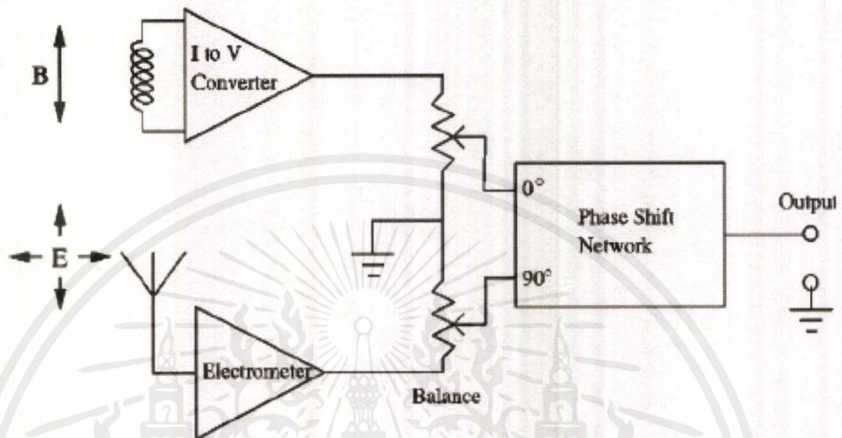 I to V
Converter
B
0°
Phase Shift
Network
Output
E
90°
Electrometer
Balance